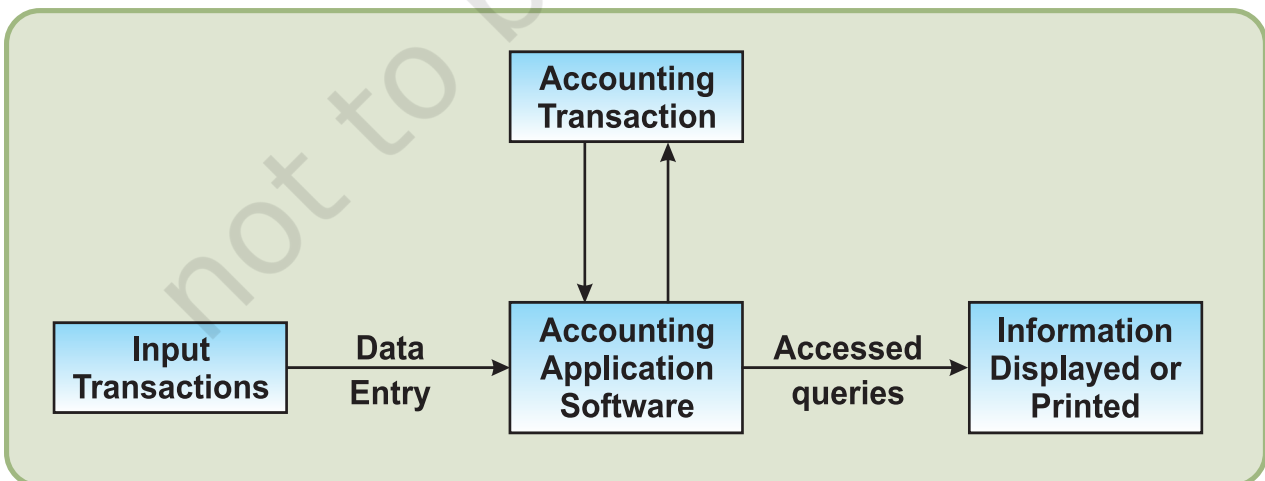 not to b
Accounting
Transaction
Input
Transactions
Data
Entry
Accounting
Application
Software
Accessed
queries
Information
Displayed or
Printed